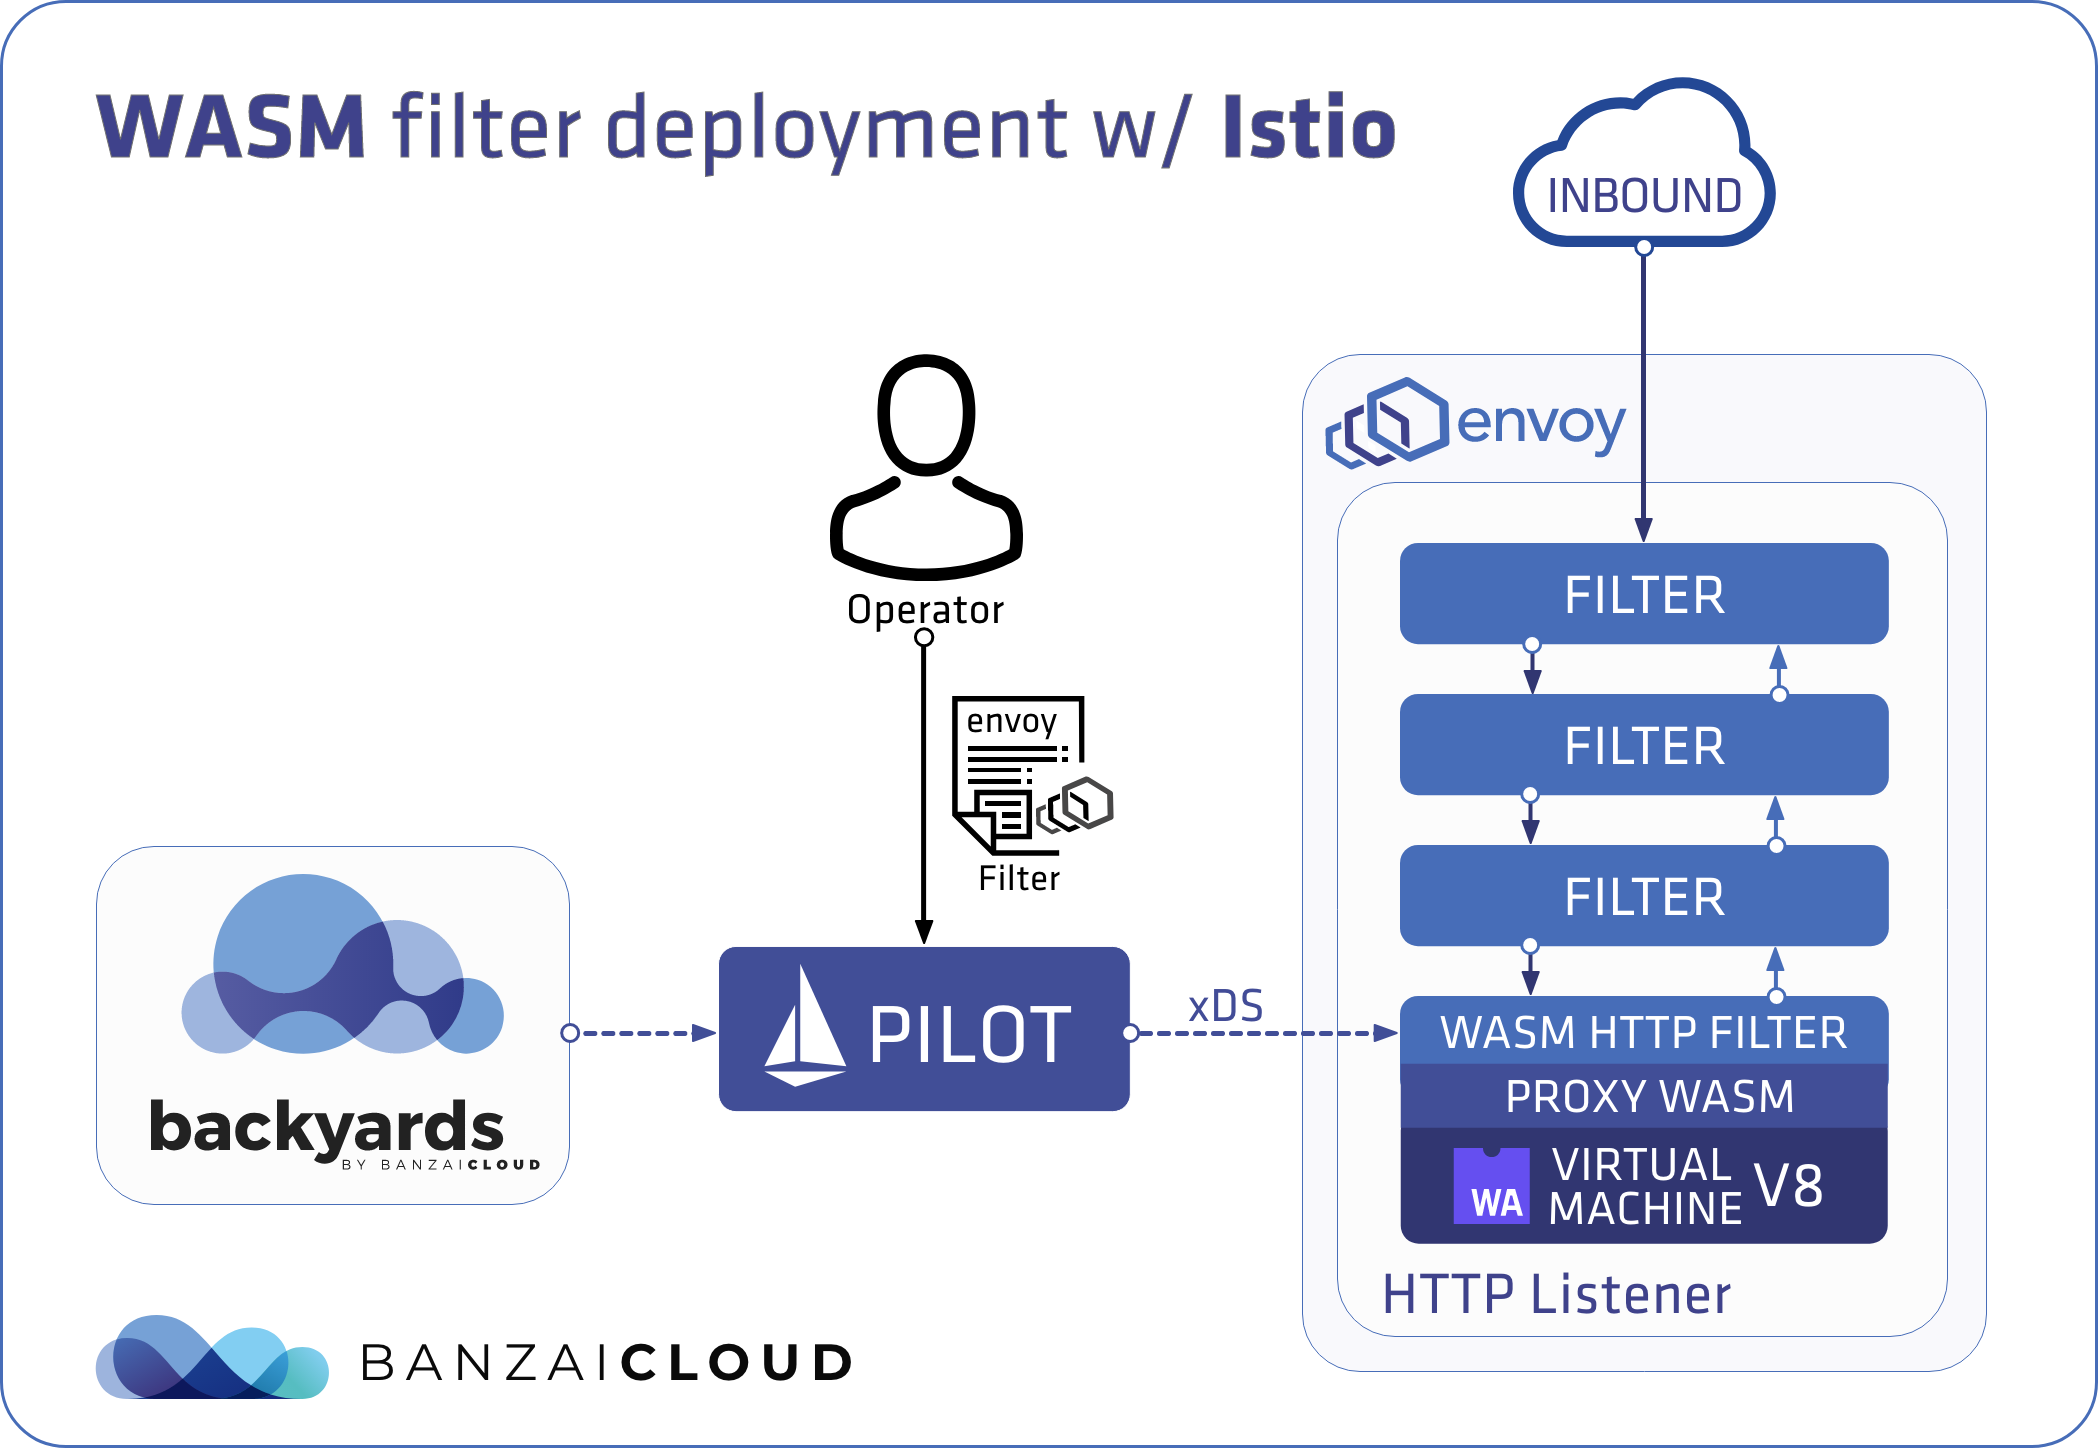 WASM filter deployment w/ Istio
INBOUND
envoy
Operator
envoy
Filter
FILTER
FILTER
FILTER
backyards
BY BANZAICLOUD
PILOT
xDS
WASM HTTP FILTER
PROXY WASM
WA
VIRTUAL
MACHINE
V8
HTTP Listener
BANZAICLOUD